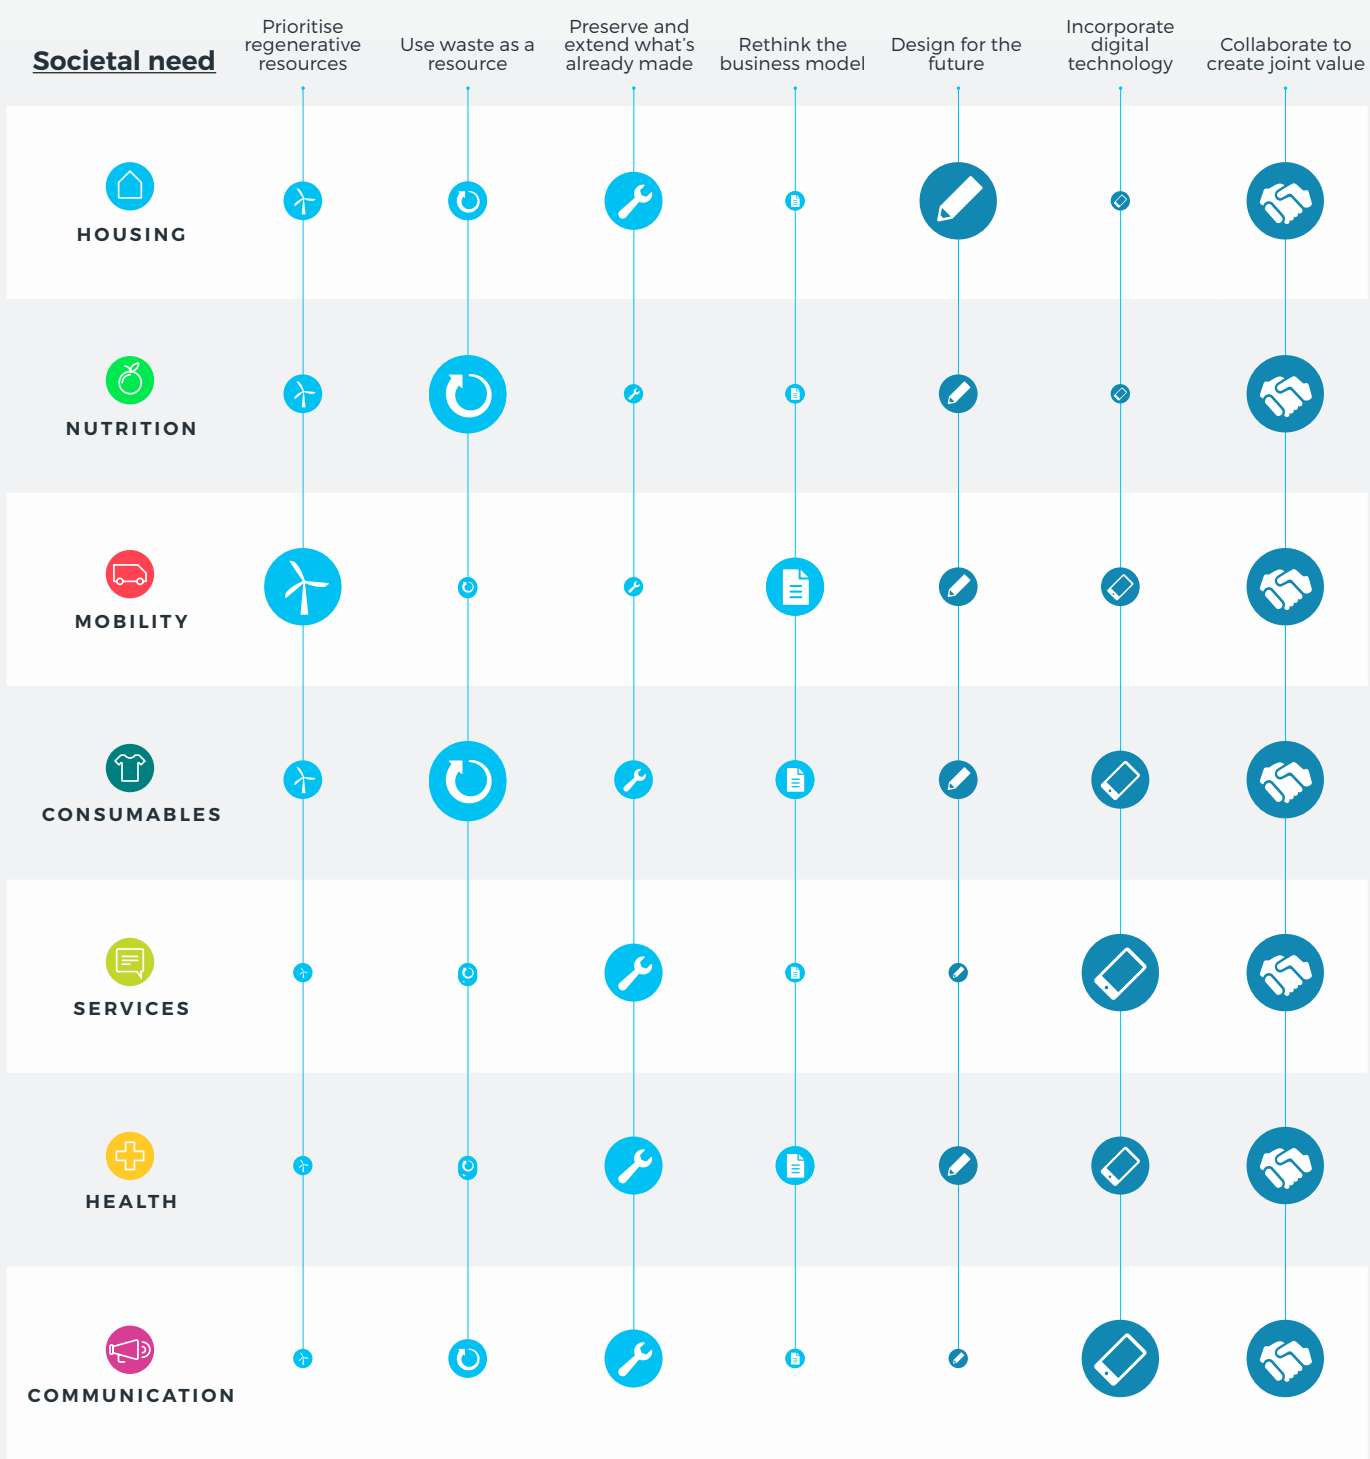 Societal need
Prioritise
regenerative
resources
Use waste as a
resource
Preserve and
extend what's
already made
Rethink the
business model
Design for the
future
Incorporate
digital
technology
Collaborate to
create joint value
HOUSING
NUTRITION
MOBILITY
CONSUMABLES
SERVICES
HEALTH
COMMUNICATION